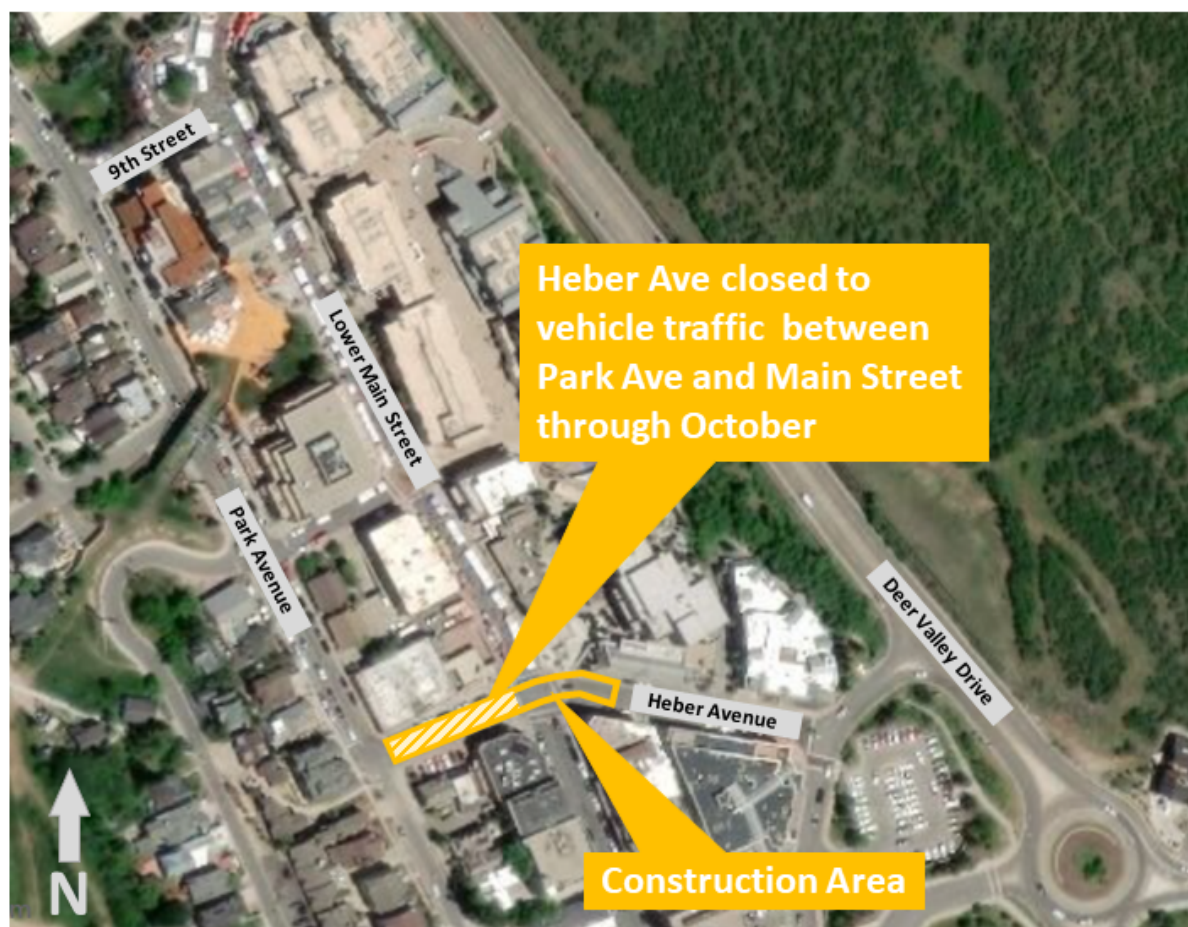 9th Street
Heber Ave closed to
vehicle traffic between
Park Ave and Main Street
through October
Lower Main Street
Park Avenue
Deer Valley Drive
Heber Avenue
Construction Area
N